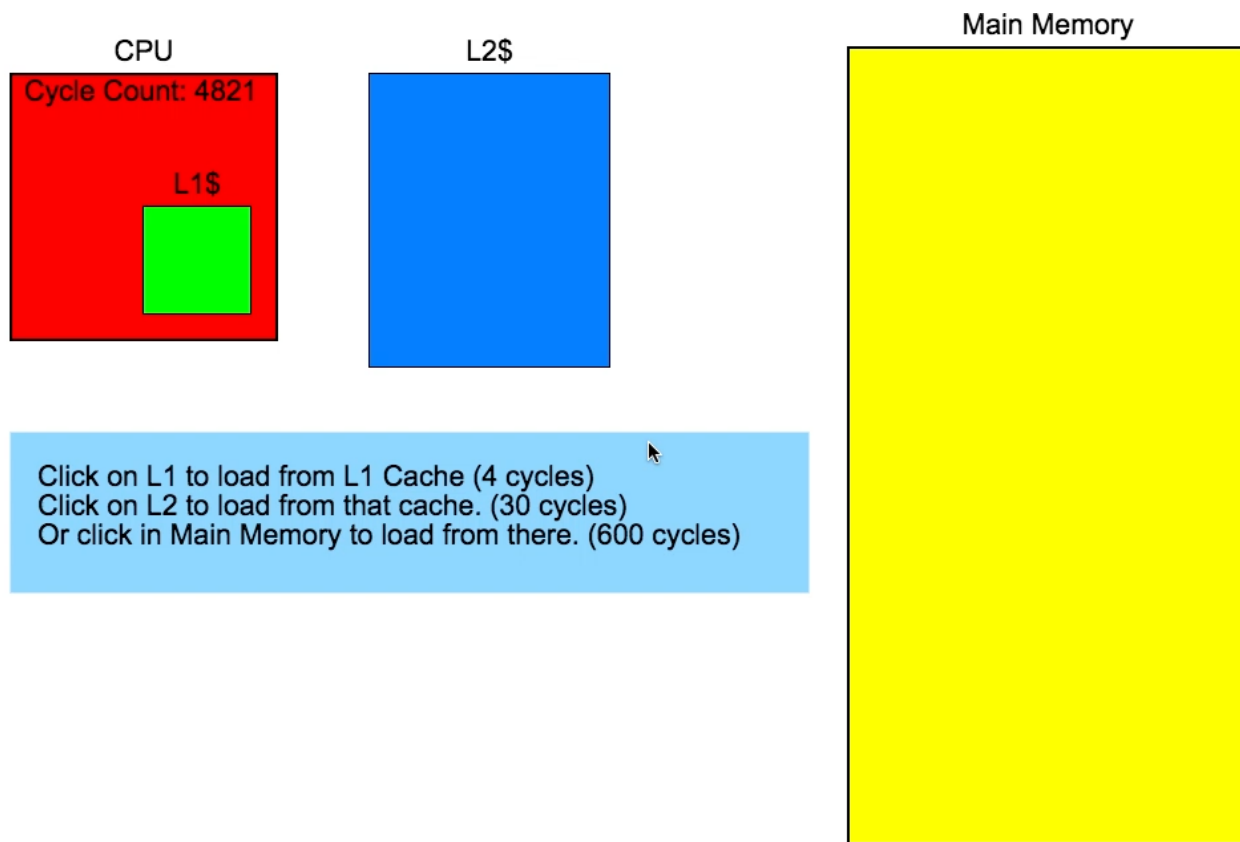 Main Memory
CPU
L2$
Cycle Count: 4821
L1$
Click on L1 to load from L1 Cache (4 cycles)
Click on L2 to load from that cache. (30 cycles)
Or click in Main Memory to load from there. (600 cycles)